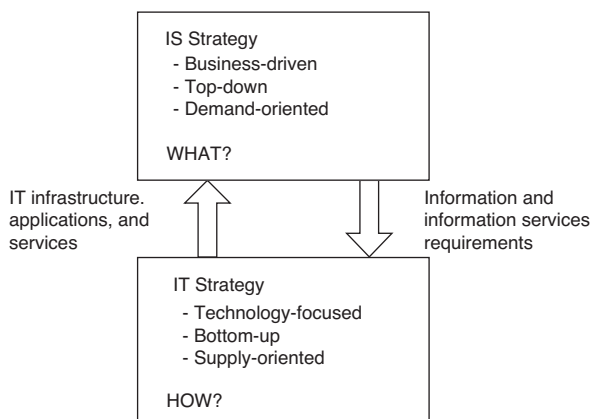 IS Strategy
- Business-driven
- Top-down
- Demand-oriented
WHAT?
IT infrastructure.
applications, and
services
Information and
information services
requirements
IT Strategy
- Technology-focused
- Bottom-up
- Supply-oriented
HOW?